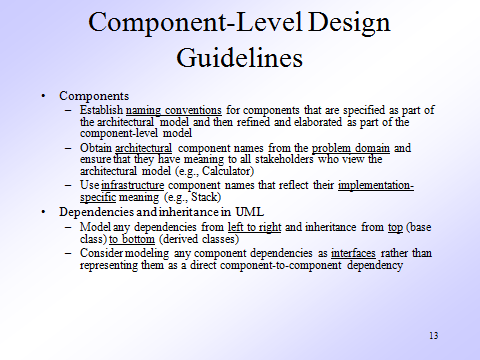 Component-Level Design
Guidelines
• Components
– Establish naming conventions for components that are specified as part of
the architectural model and then refined and elaborated as part of the
component-level model
– Obtain architectural component names from the problem domain and
ensure that they have meaning to all stakeholders who view the
architectural model (e.g., Calculator)
– Use infrastructure component names that reflect their implementation-
specific meaning (e.g., Stack)
• Dependencies and inheritance in UML
– Model any dependencies from left to right and inheritance from top (base
class) to bottom (derived classes)
– Consider modeling any component dependencies as interfaces rather than
representing them as a direct component-to-component dependency
13